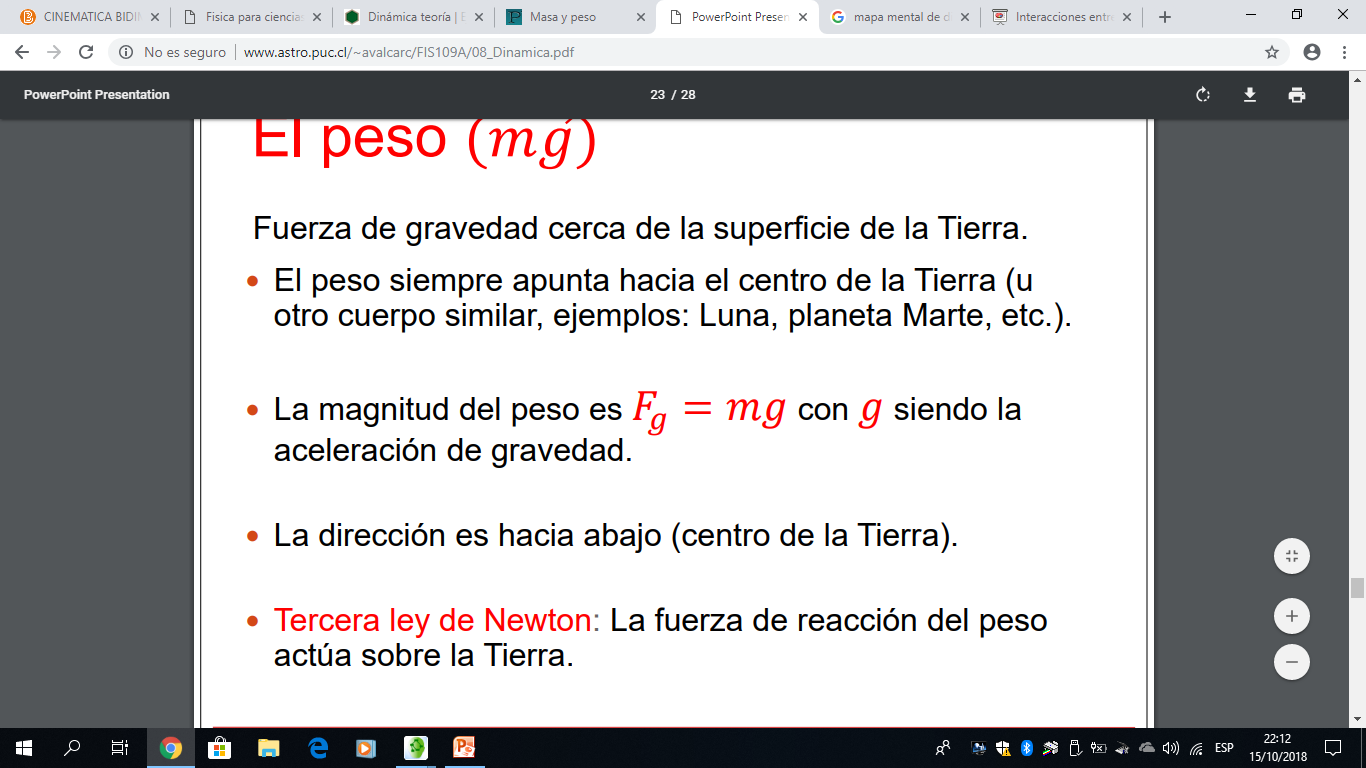 CINEMATICA BIDIM
Fisica para ciencias
Dinámica teoría | E
Masa y peso
PowerPoint Presen
mapa mental de d
Interacciones entre
No es seguro | www.astro.puc.cl/~avalcarc/FIS109A/08_Dinamica.pdf
PowerPoint Presentation
23 / 28
El peso (mg)
Fuerza de gravedad cerca de la superficie de la Tierra.
• El peso siempre apunta hacia el centro de la Tierra (u
otro cuerpo similar, ejemplos: Luna, planeta Marte, etc.).
• La magnitud del peso es F_g = mg con g siendo la
aceleración de gravedad.
• La dirección es hacia abajo (centro de la Tierra).
• Tercera ley de Newton: La fuerza de reacción del peso
actúa sobre la Tierra.
ESP
22:12
15/10/2018